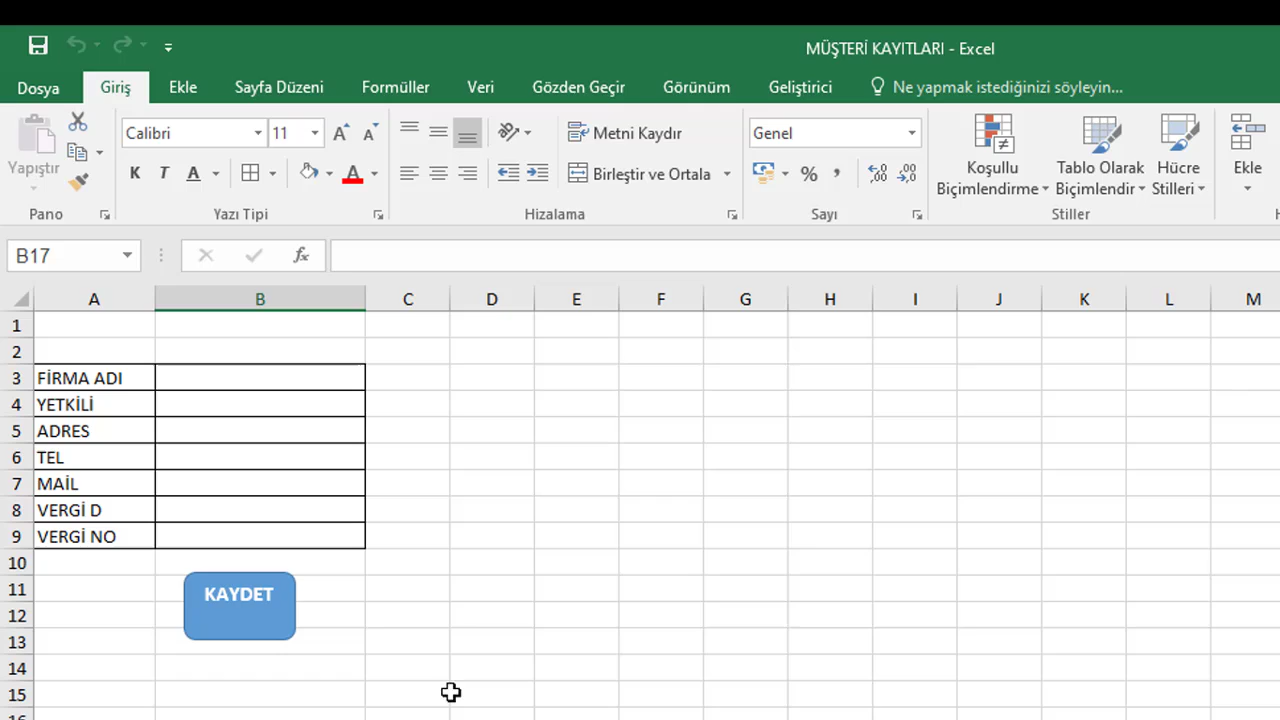 MÜŞTERİ KAYITLARI - Excel
Dosya Giriş Ekle Sayfa Düzeni Formüller Veri Gözden Geçir Görünüm Geliştirici Ne yapmak istediğinizi söyleyin...
Calibri 11 Metni Kaydır Genel
Yapıştır K T A A Birleştir ve Ortala % Koşullu Biçimlendirme Tablo Olarak Biçimlendir Hücre Stilleri Ekle
Pano Yazı Tipi Hizalama Sayı Stiller
B17 fx
A B C D E F G H I J K L M
1
2
3 FİRMA ADI
4 YETKİLİ
5 ADRES
6 TEL
7 MAİL
8 VERGİ D
9 VERGİ NO
10
11 KAYDET
12
13
14
15